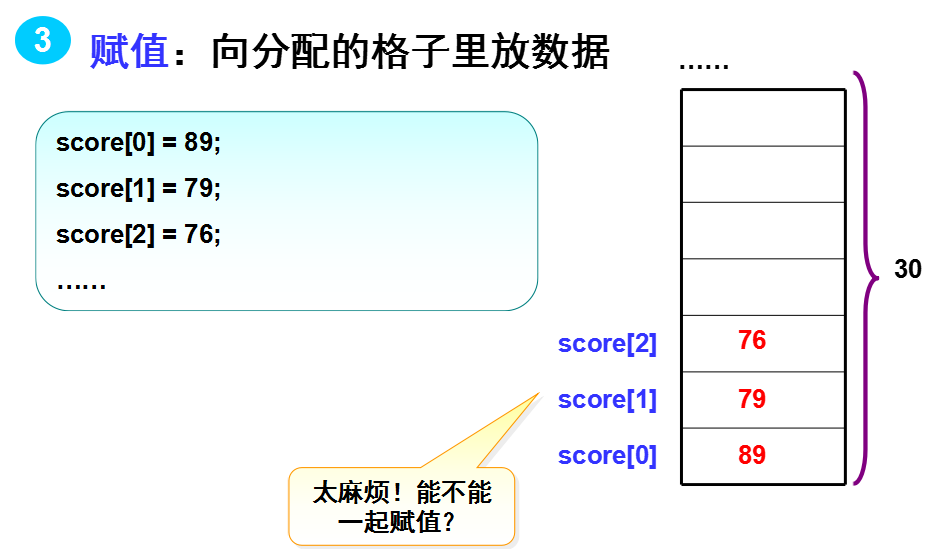 3
赋值：向分配的格子里放数据
score[0] = 89;
score[1] = 79;
score[2] = 76;
……
……
30
score[2] 76
score[1] 79
score[0] 89
太麻烦！能不能
一起赋值？